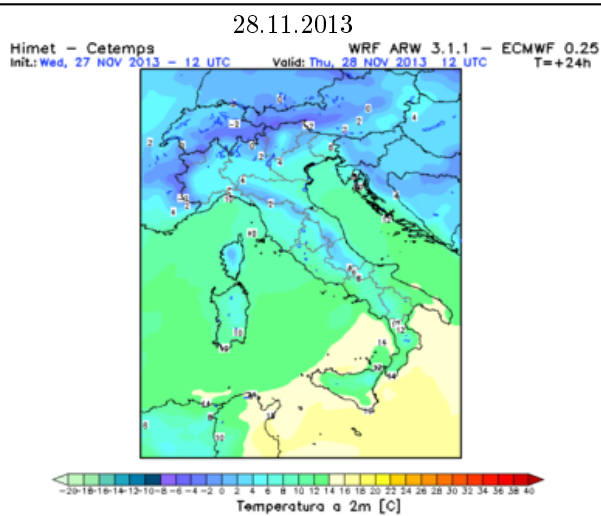 28.11.2013
Himet – Cetemps WRF ARW 3.1.1 – ECMWF 0.25
Init.: Wed, 27 NOV 2013 – 12 UTC Valid: Thu, 28 NOV 2013 12 UTC T=+24h
-20-18-16-14-12-10-8 -6 -4 -2 0 2 4 6 8 10 12 14 16 18 20 22 24 26 28 30 32 34 36 38 40
Temperatura a 2m [C]